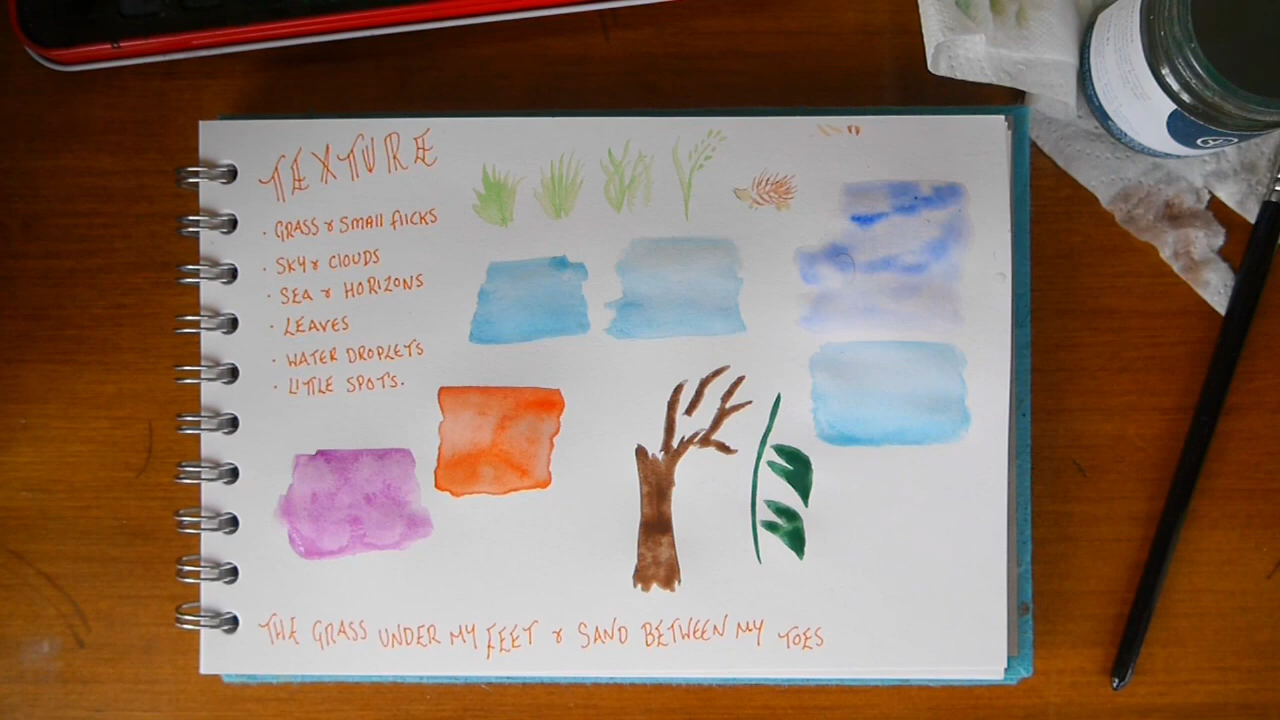 TEXTURE
· GRASS & SMALL FLICKS
· SKY & CLOUDS
· SEA & HORIZONS
· LEAVES
· WATER DROPLETS
· LITTLE SPOTS.
THE GRASS UNDER MY FEET & SAND BETWEEN MY TOES